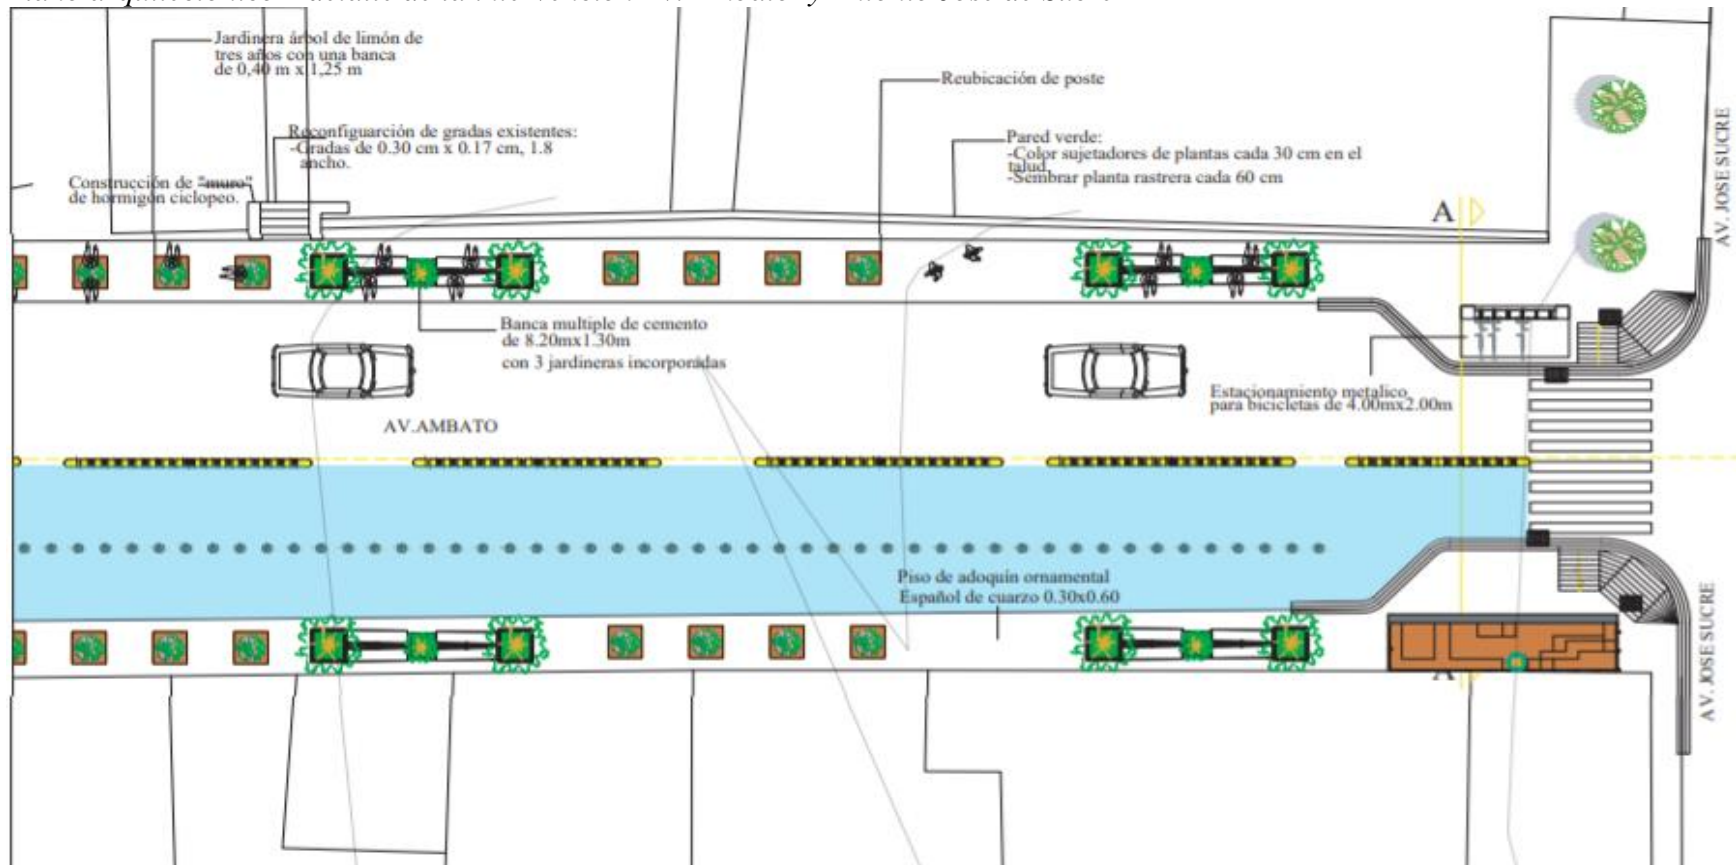 Jardinera árbol de limón de
tres años con una banca
de 0,40 m x 1,25 m
Reubicación de poste
Reconfiguarción de gradas existentes:
-Gradas de 0.30 cm x 0.17 cm, 1.8
ancho.
Pared verde:
-Color sujetadores de plantas cada 30 cm en el
talud
-Sembrar planta rastrera cada 60 cm
Construcción de "muro"
de hormigón ciclopeo.
A
AV. JOSE SUCRE
Banca multiple de cemento
de 8.20mx1.30m
con 3 jardineras incorporadas
Estacionamiento metalico
para bicicletas de 4.00mx2.00m
AV.AMBATO
Piso de adoquín ornamental
Español de cuarzo 0.30x0.60
A
AV. JOSE SUCRE